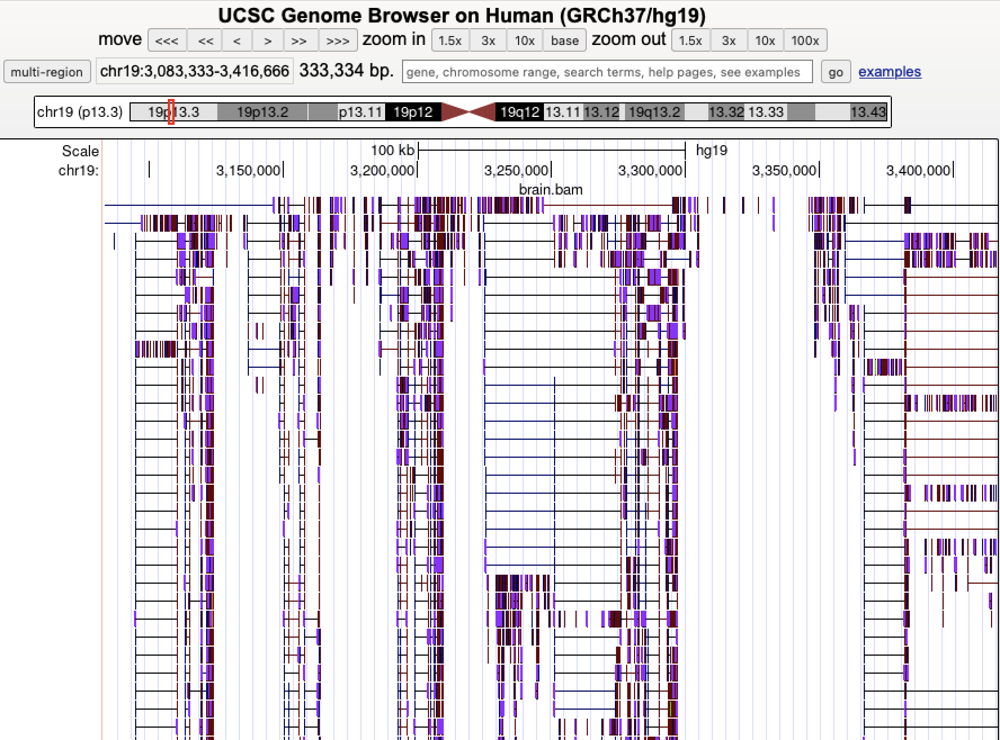 UCSC Genome Browser on Human (GRCh37/hg19)
move <<< << < > >> >>> zoom in 1.5x 3x 10x base zoom out 1.5x 3x 10x 100x
multi-region chr19:3,083,333-3,416,666 333,334 bp. gene, chromosome range, search terms, help pages, see examples go examples
chr19 (p13.3) 19p13.3 19p13.2 p13.11 19p12 19q12 13.11 13.12 19q13.2 13.32 13.33 13.43
Scale 100 kb hg19
chr19: 3,150,000 3,200,000 3,250,000 3,300,000 3,350,000 3,400,000
brain.bam